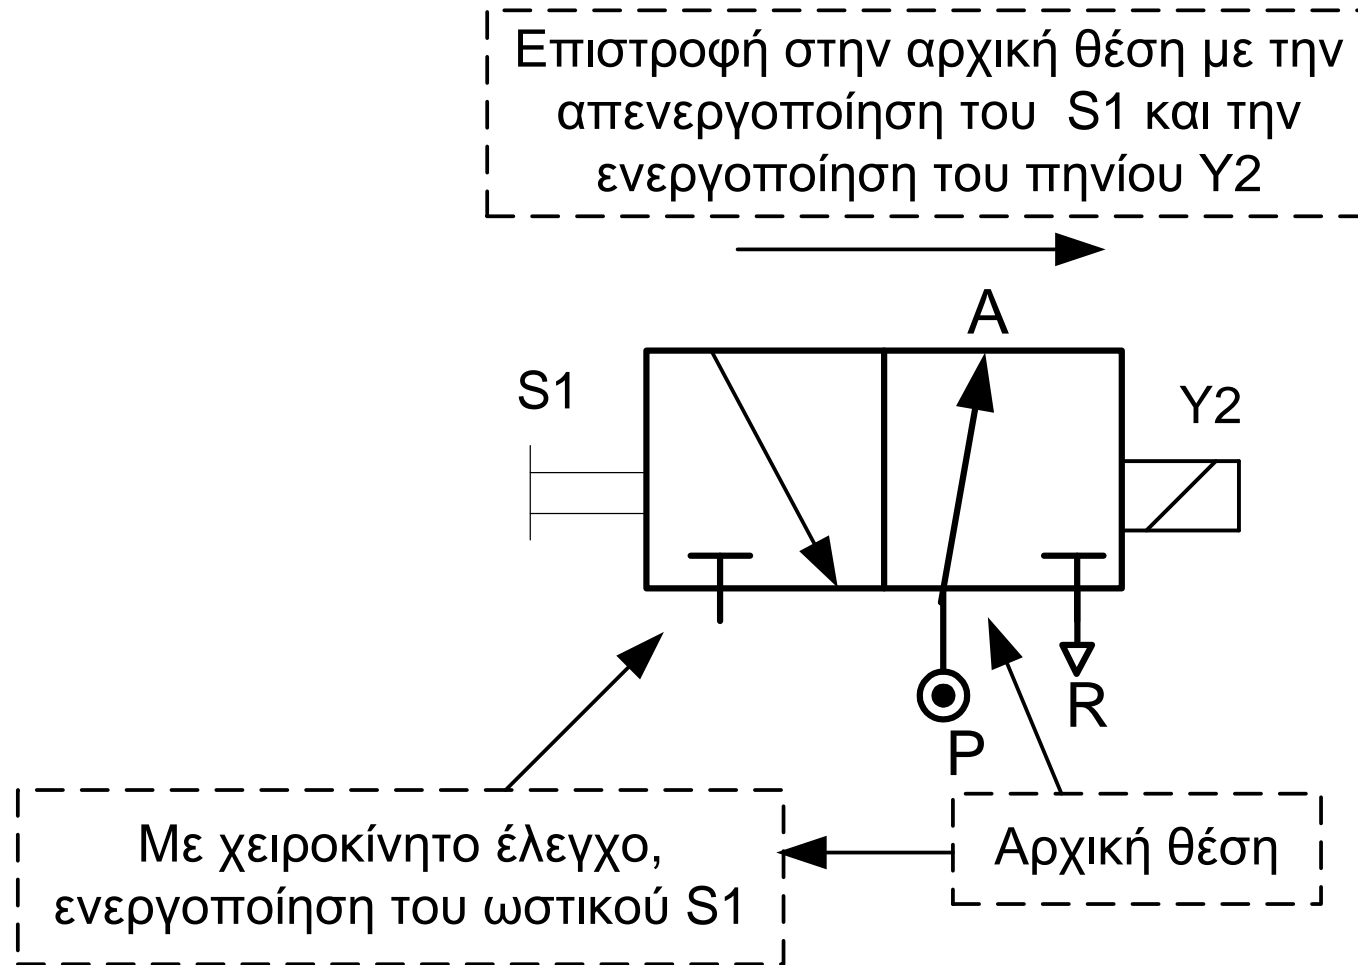 Επιστροφή στην αρχική θέση με την
απενεργοποίηση του S1 και την
ενεργοποίηση του πηνίου Y2
A
S1
Y2
R
P
Με χειροκίνητο έλεγχο,
ενεργοποίηση του ωστικού S1
Αρχική θέση